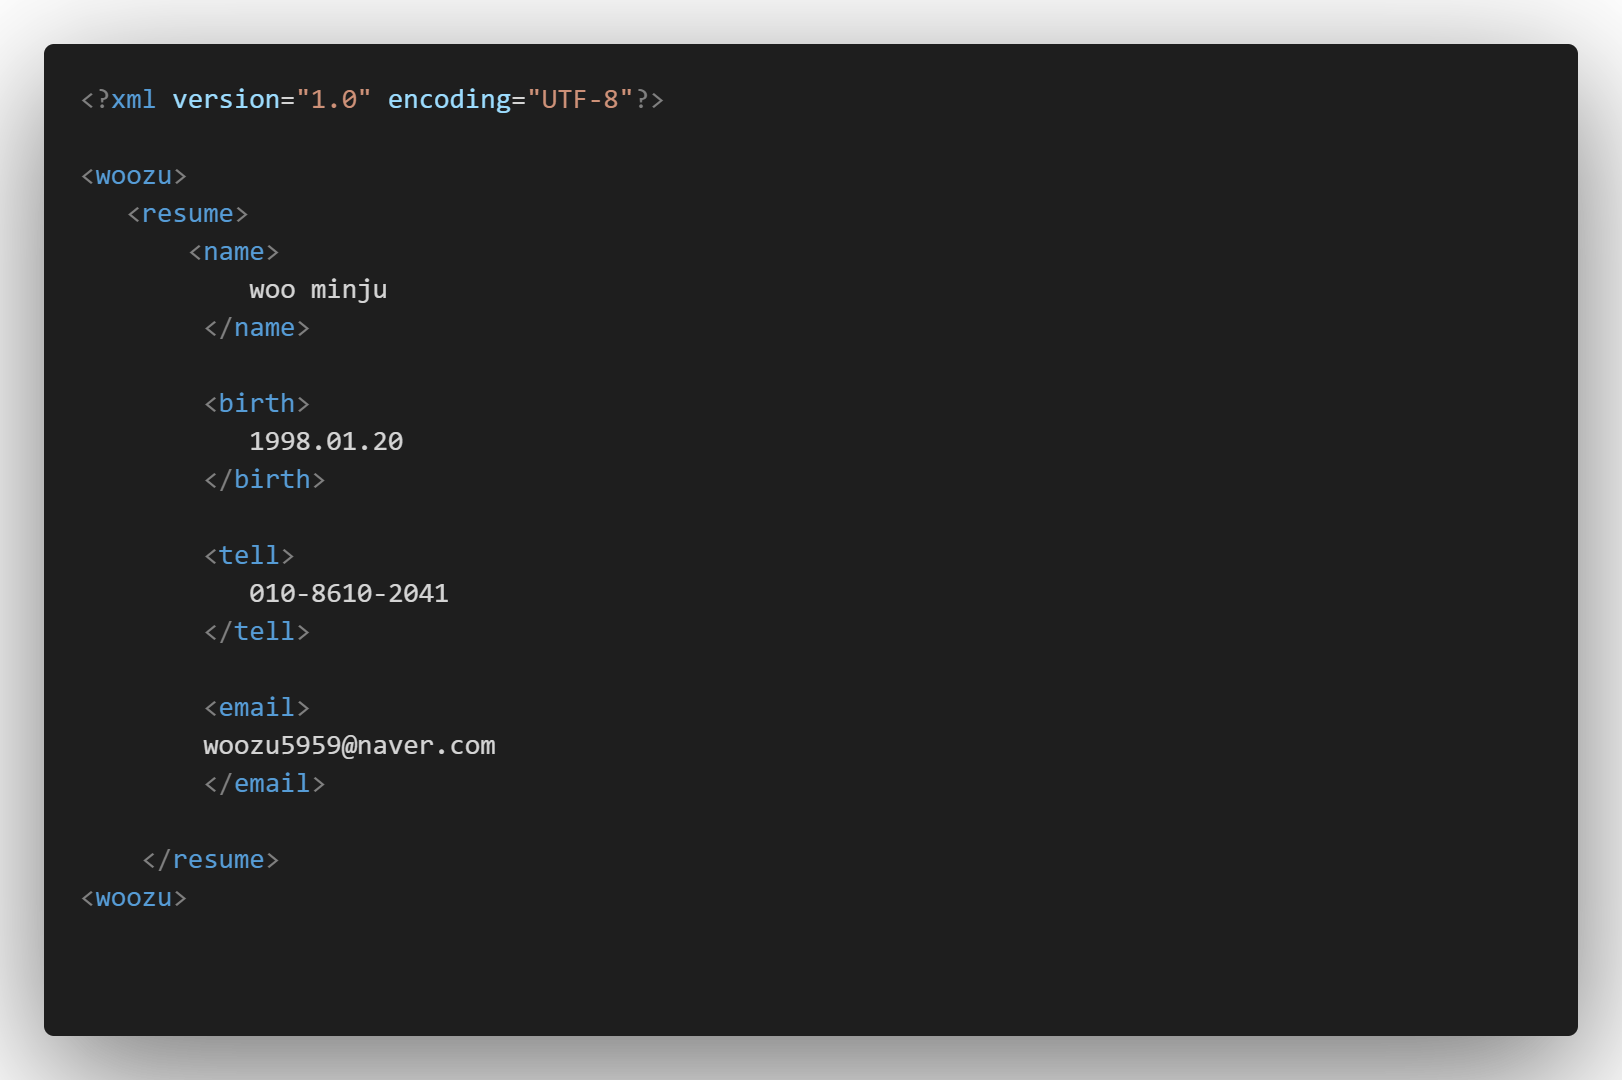 <?xml version="1.0" encoding="UTF-8"?>
<woozu>
<resume>
<name>
woo minju
</name>
<birth>
1998.01.20
</birth>
<tell>
010-8610-2041
</tell>
<email>
woozu5959@naver.com
</email>
</resume>
<woozu>